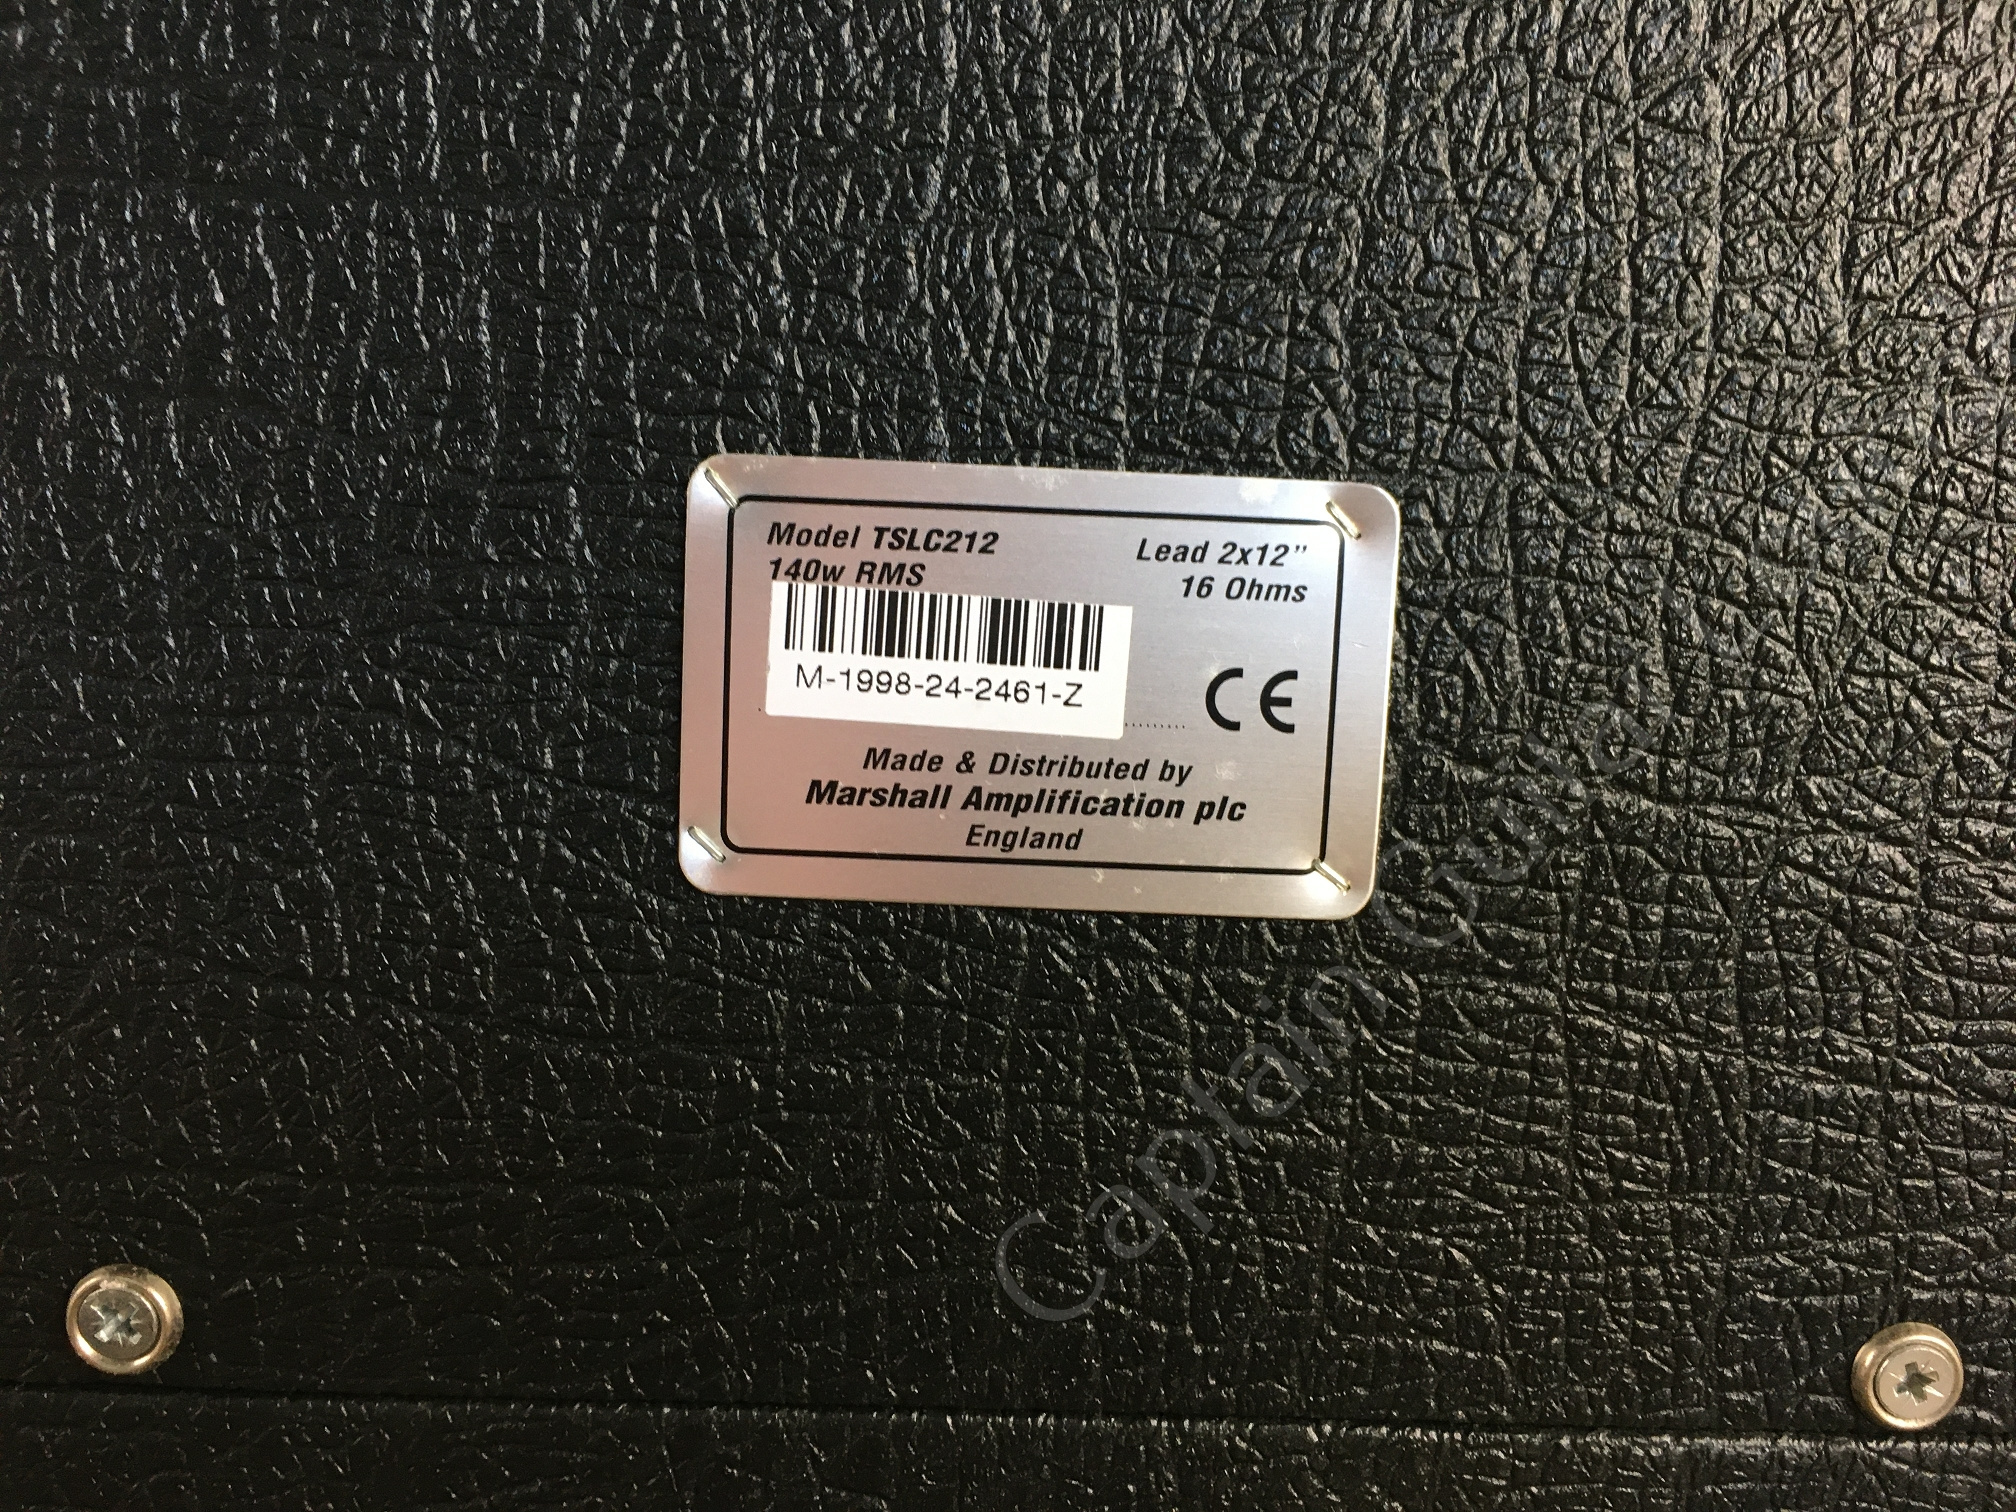 Model TSLC212
140w RMS
Lead 2x12”
16 Ohms
M-1998-24-2461-Z
CE
Made & Distributed by
Marshall Amplification plc
England
Captain Guita